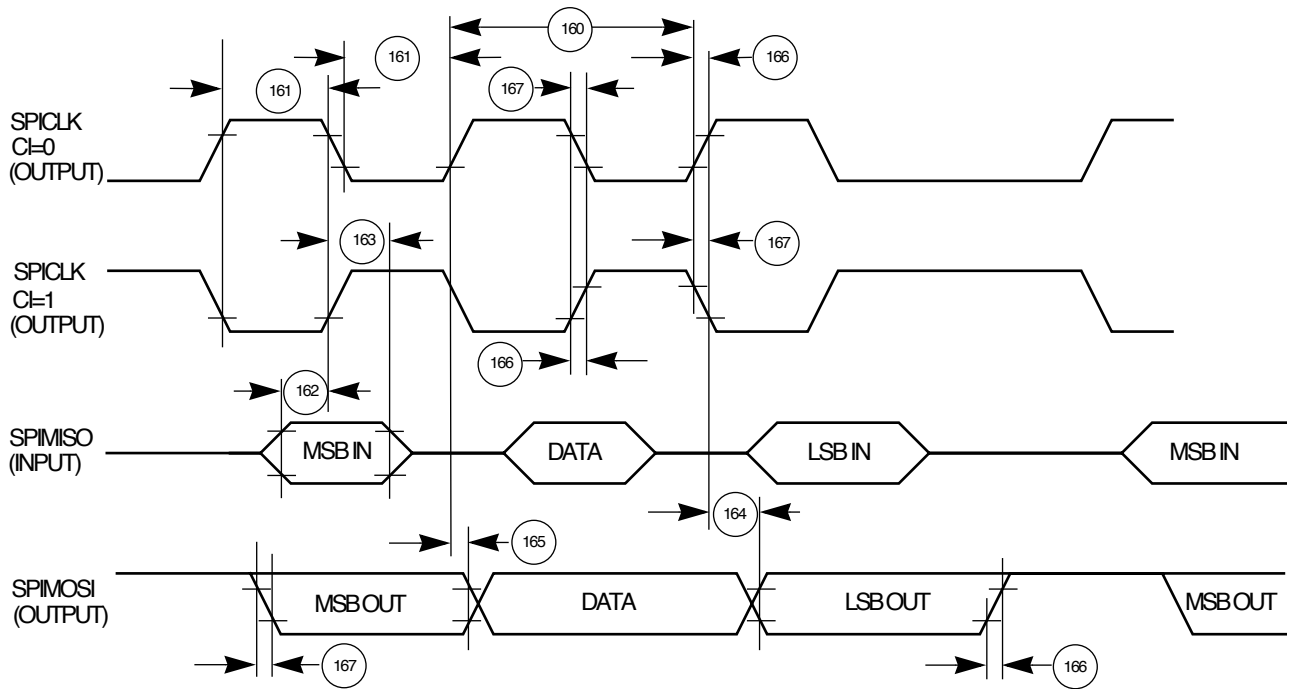 160
161
166
161
167
SPICLK
CI=0
(OUTPUT)
163
167
SPICLK
CI=1
(OUTPUT)
166
162
SPIMISO
(INPUT)
MSB IN
DATA
LSB IN
MSB IN
164
165
SPIMOSI
(OUTPUT)
MSB OUT
DATA
LSB OUT
MSB OUT
167
166